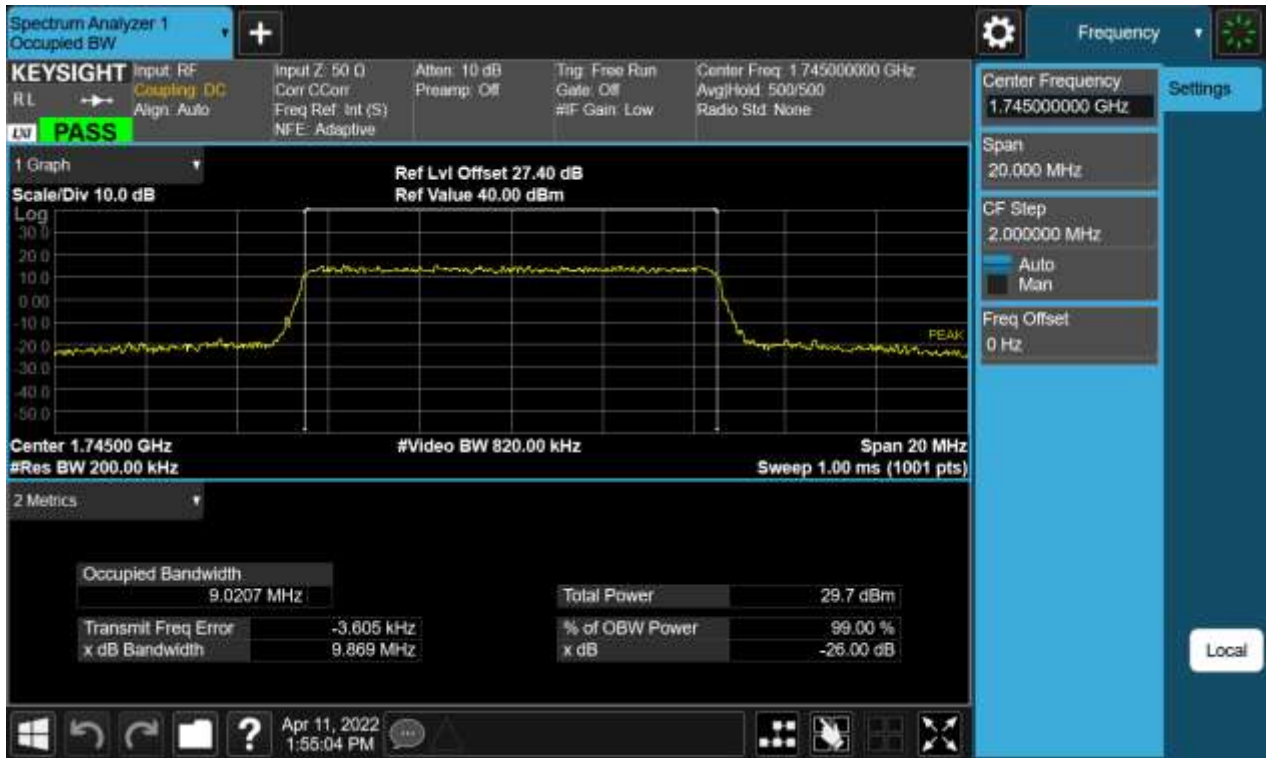 Spectrum Analyzer 1
Occupied BW
+
Frequency
KEYSIGHT
RL
PASS
LXI
Input: RF
Coupling: DC
Align: Auto
Input Z: 50 Ω
Corr CCorr
Freq Ref: Int (S)
NFE: Adaptive
Atten: 10 dB
Preamp: Off
Trig: Free Run
Gate: Off
#IF Gain: Low
Center Freq: 1.745000000 GHz
Avg|Hold: 500/500
Radio Std: None
1 Graph
Scale/Div 10.0 dB
Ref Lvl Offset 27.40 dB
Ref Value 40.00 dBm
Log
30.0
20.0
10.0
0.00
-10.0
-20.0
-30.0
-40.0
-50.0
PEAK
Center 1.74500 GHz
#Res BW 200.00 kHz
#Video BW 820.00 kHz
Span 20 MHz
Sweep 1.00 ms (1001 pts)
2 Metrics
Occupied Bandwidth
9.0207 MHz
Transmit Freq Error -3.605 kHz
x dB Bandwidth 9.869 MHz
Total Power 29.7 dBm
% of OBW Power 99.00 %
x dB -26.00 dB
Center Frequency
1.745000000 GHz
Settings
Span
20.000 MHz
CF Step
2.000000 MHz
Auto
Man
Freq Offset
0 Hz
Local
?
Apr 11, 2022
1:55:04 PM